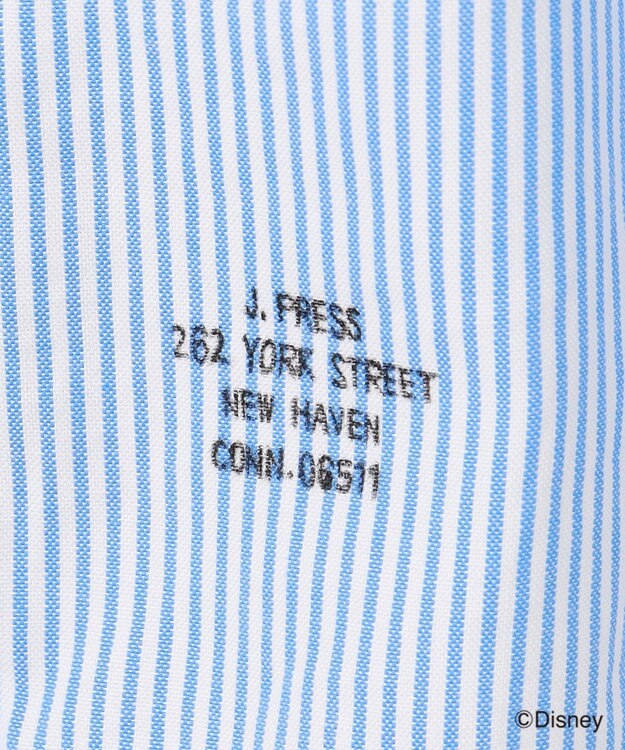 J. PRESS
262 YORK STREET
NEW HAVEN
CONN. 06511
©Disney